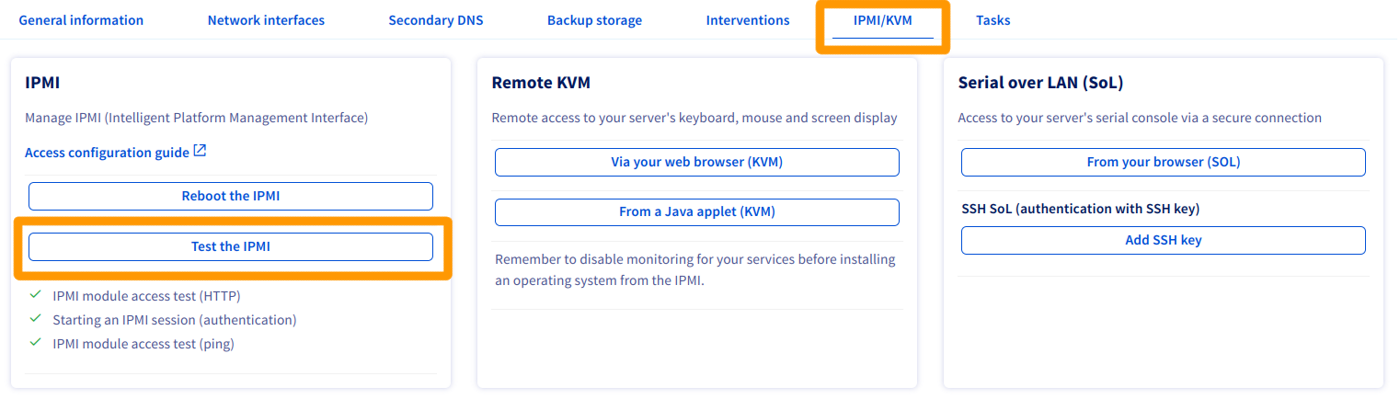 General information
Network interfaces
Secondary DNS
Backup storage
Interventions
IPMI/KVM
Tasks
IPMI
Manage IPMI (Intelligent Platform Management Interface)
Access configuration guide
Reboot the IPMI
Test the IPMI
IPMI module access test (HTTP)
Starting an IPMI session (authentication)
IPMI module access test (ping)
Remote KVM
Remote access to your server's keyboard, mouse and screen display
Via your web browser (KVM)
From a Java applet (KVM)
Remember to disable monitoring for your services before installing
an operating system from the IPMI.
Serial over LAN (SoL)
Access to your server's serial console via a secure connection
From your browser (SOL)
SSH SoL (authentication with SSH key)
Add SSH key